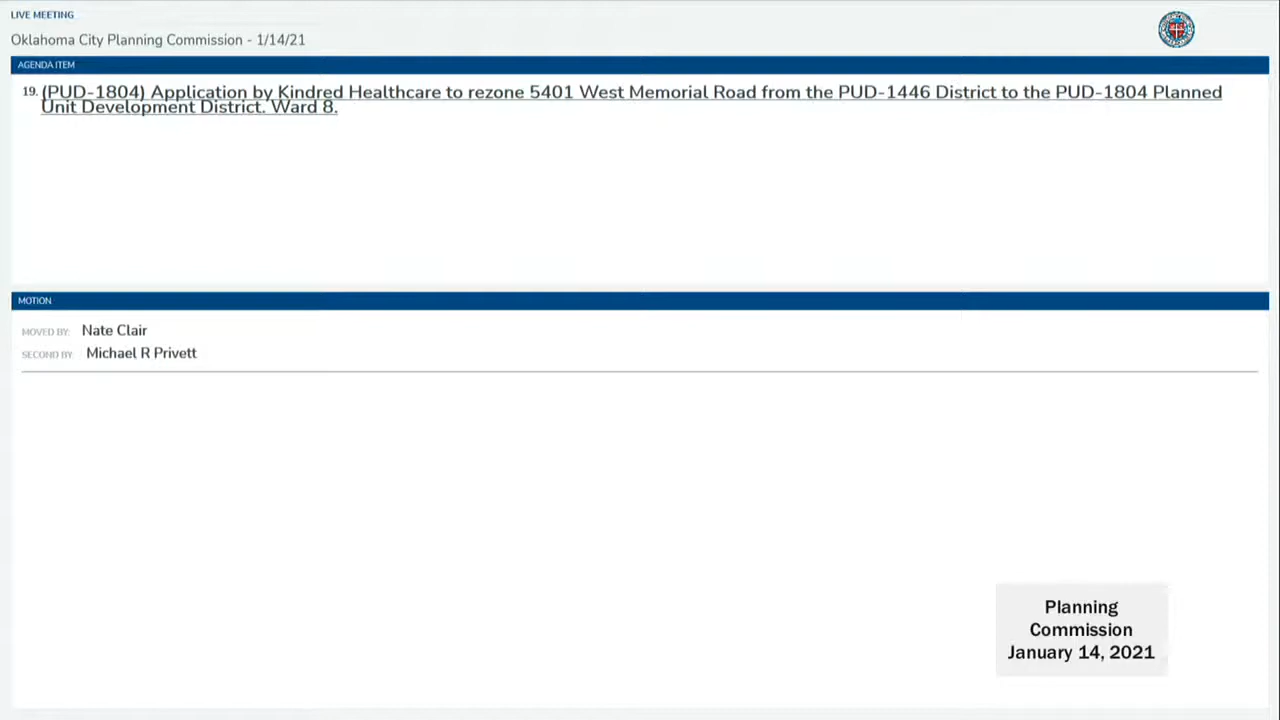 LIVE MEETING
Oklahoma City Planning Commission - 1/14/21
AGENDA ITEM
19. (PUD-1804) Application by Kindred Healthcare to rezone 5401 West Memorial Road from the PUD-1446 District to the PUD-1804 Planned
Unit Development District. Ward 8.
MOTION
MOVED BY: Nate Clair
SECOND BY: Michael R Privett
Planning
Commission
January 14, 2021